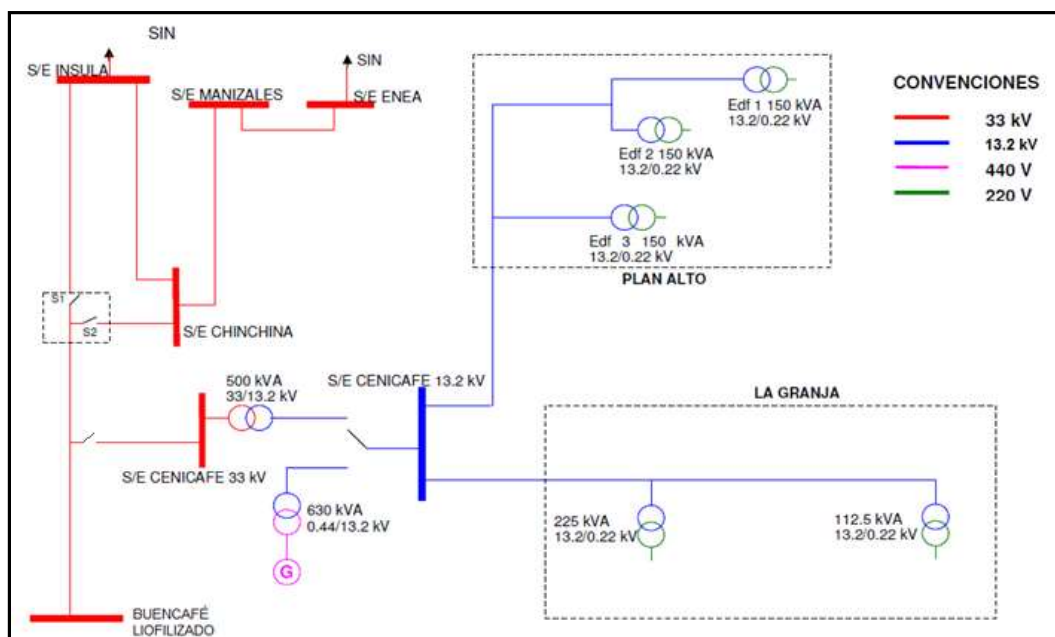 SIN
S/E INSULA
SIN
S/E MANIZALES
S/E ENEA
Edf 1 150 kVA
13.2/0.22 kV
Edf 2 150 kVA
13.2/0.22 kV
Edf 3 150 kVA
13.2/0.22 kV
PLAN ALTO
CONVENCIONES
33 kV
13.2 kV
440 V
220 V
S1
S2
S/E CHINCHINA
500 kVA
33/13.2 kV
S/E CENICAFE 13.2 kV
S/E CENICAFE 33 kV
630 kVA
0.44/13.2 kV
G
LA GRANJA
225 kVA
13.2/0.22 kV
112.5 kVA
13.2/0.22 kV
BUENCAFÉ
LIOFILIZADO